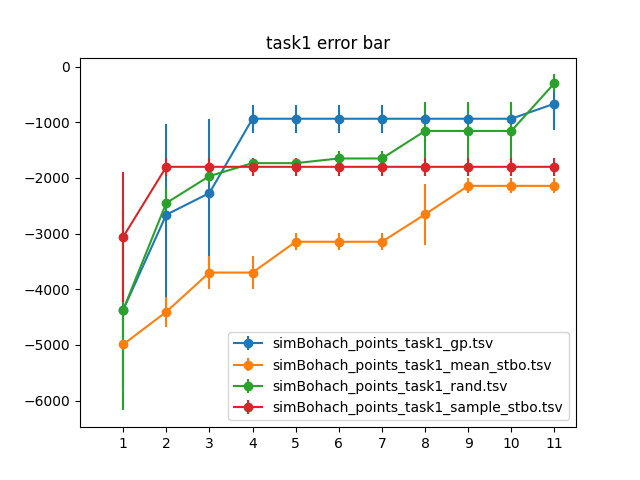 task1 error bar
0
−1000
−2000
−3000
−4000
−5000
−6000
simBohach_points_task1_gp.tsv
simBohach_points_task1_mean_stbo.tsv
simBohach_points_task1_rand.tsv
simBohach_points_task1_sample_stbo.tsv
1 2 3 4 5 6 7 8 9 10 11